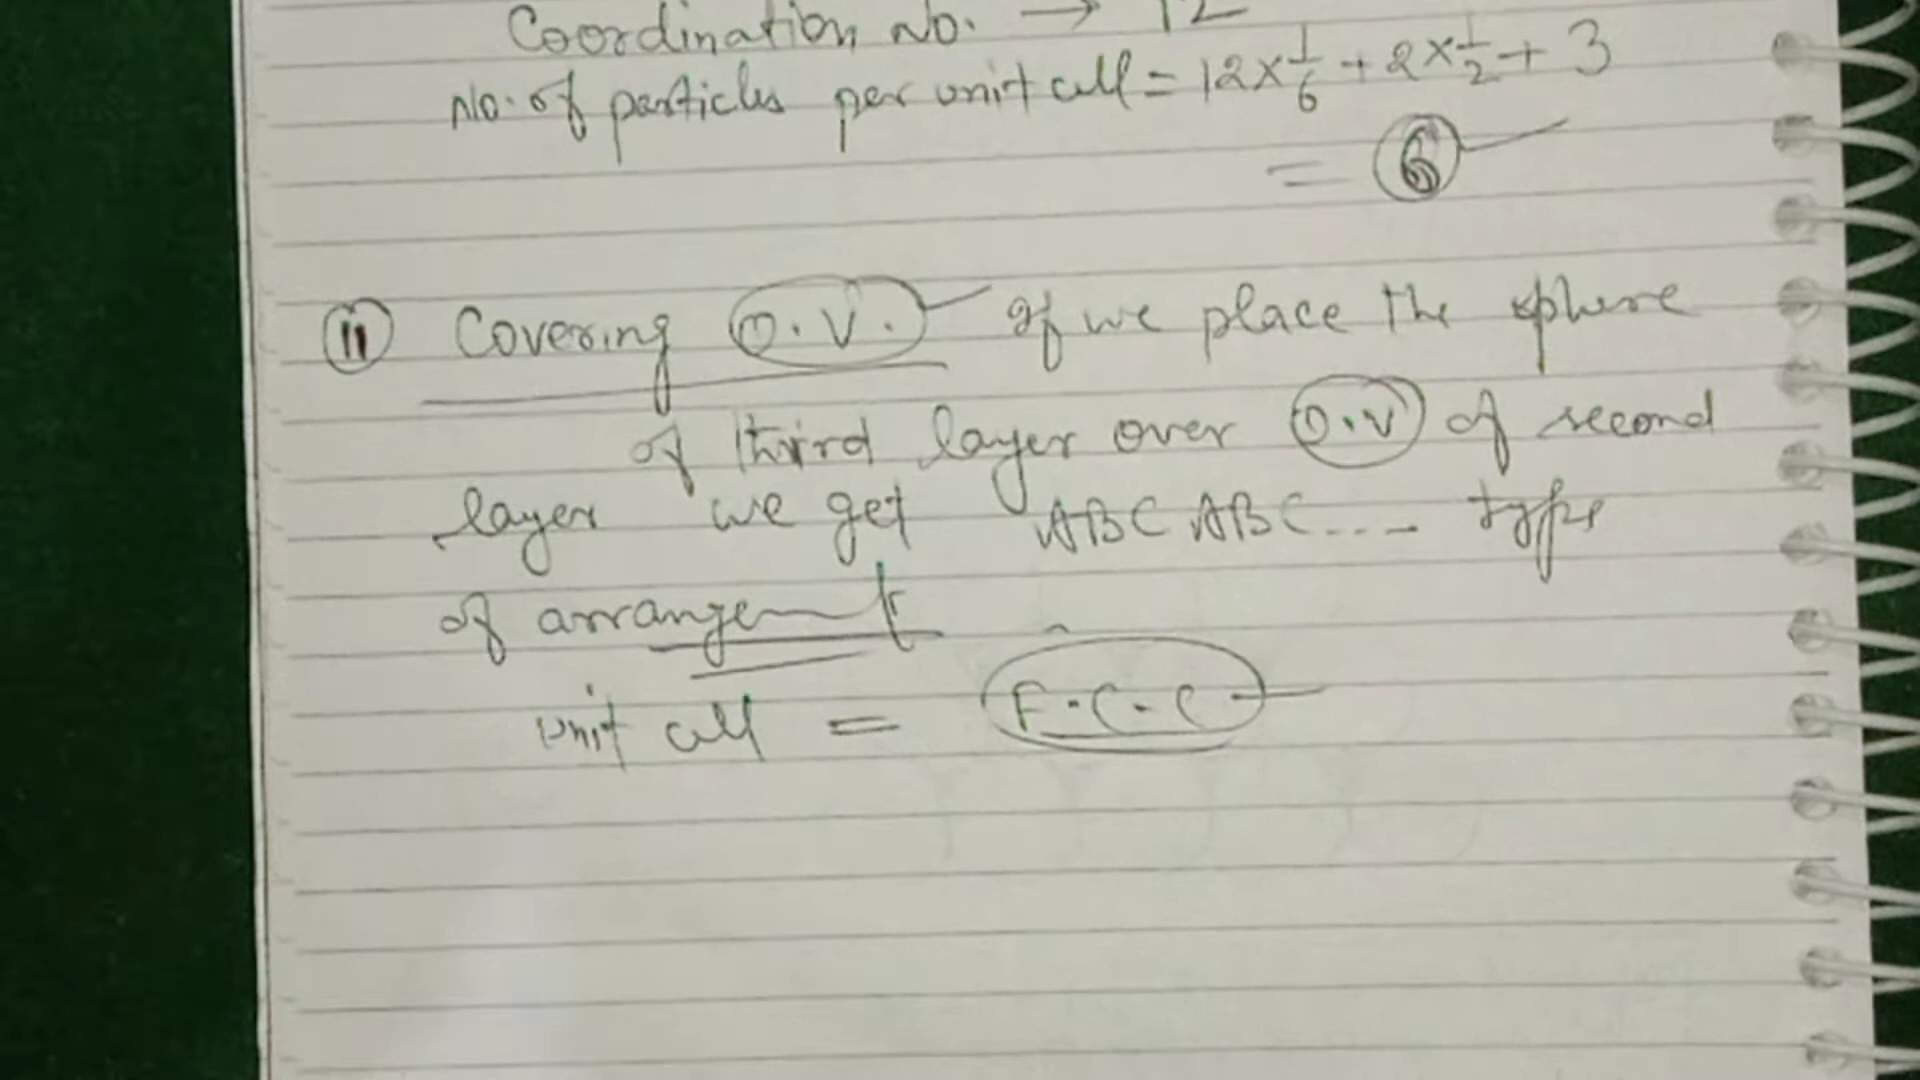 Coordination No. → 12
No. of particles per unit cell = 12 × 1/6 + 2 × 1/2 + 3
= 6
(ii) Covering O.V. If we place the sphere
of third layer over O.V of second
layer we get ABC ABC.... type
of arrangement
unit cell = F.C.C